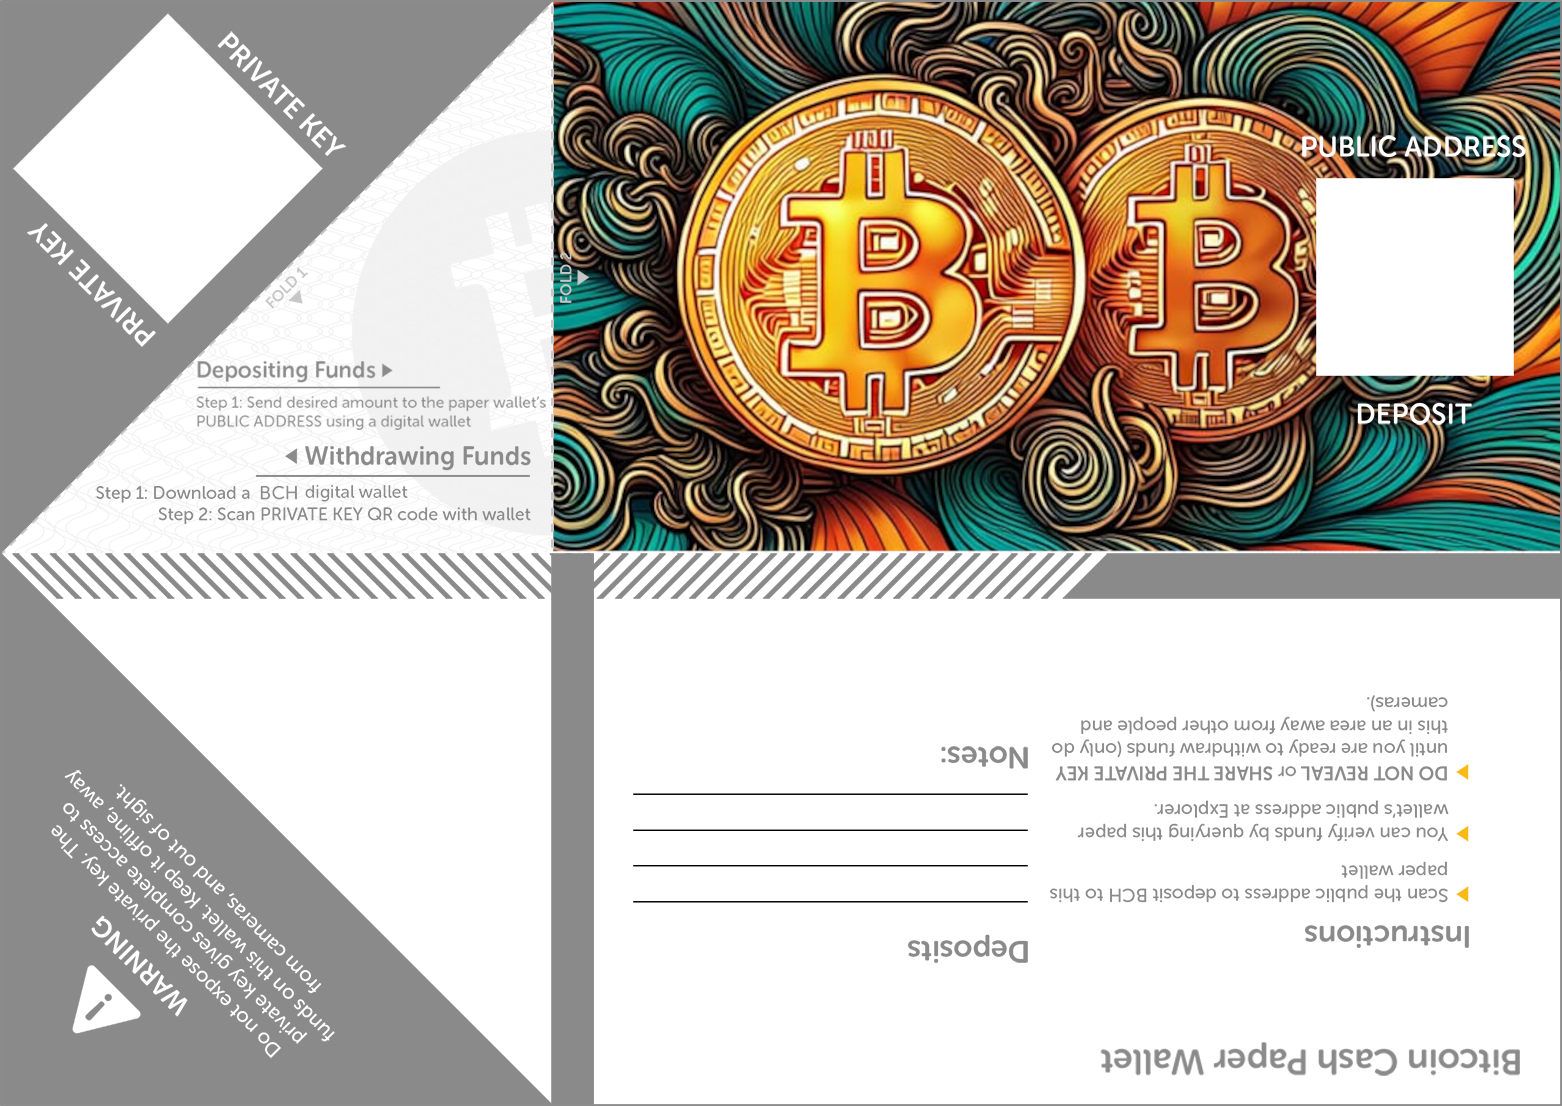 PRIVATE KEY
PRIVATE KEY
FOLD 1
Depositing Funds
Step 1: Send desired amount to the paper wallet's
PUBLIC ADDRESS using a digital wallet
Withdrawing Funds
Step 1: Download a BCH digital wallet
Step 2: Scan PRIVATE KEY QR code with wallet
FOLD 2
PUBLIC ADDRESS
DEPOSIT
WARNING
Do not expose the private key. The
private key gives complete access to
funds on this wallet. Keep it offline, away
from cameras, and out of sight.
Bitcoin Cash Paper Wallet
Instructions
Scan the public address to deposit BCH to this
paper wallet
You can verify funds by querying this paper
wallet's public address at Explorer.
DO NOT REVEAL or SHARE THE PRIVATE KEY
until you are ready to withdraw funds (only do
this in an area away from other people and
cameras).
Deposits
Notes: